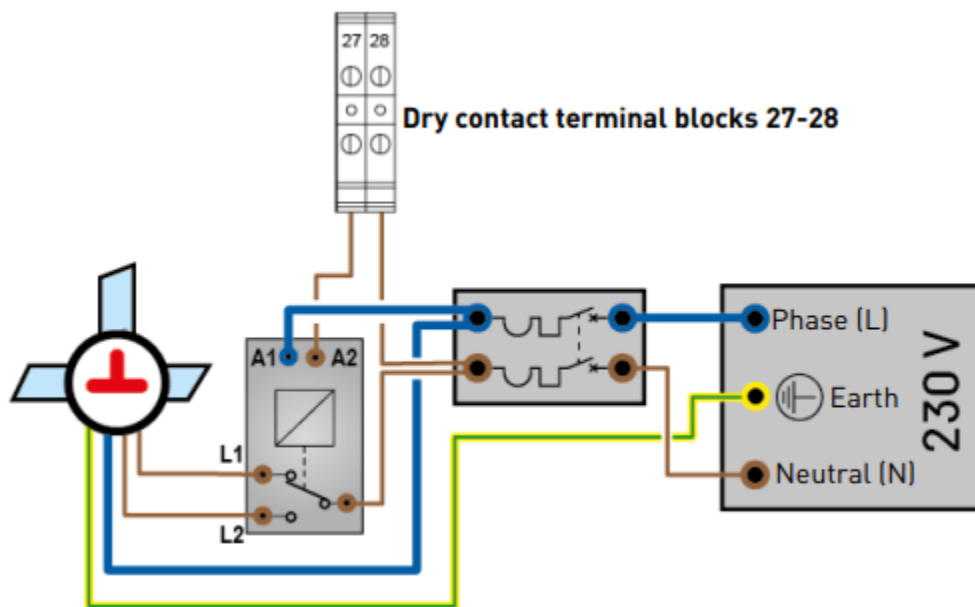 27 28
Dry contact terminal blocks 27-28
A1 A2
Phase (L)
Earth
230 V
L1
Neutral (N)
L2